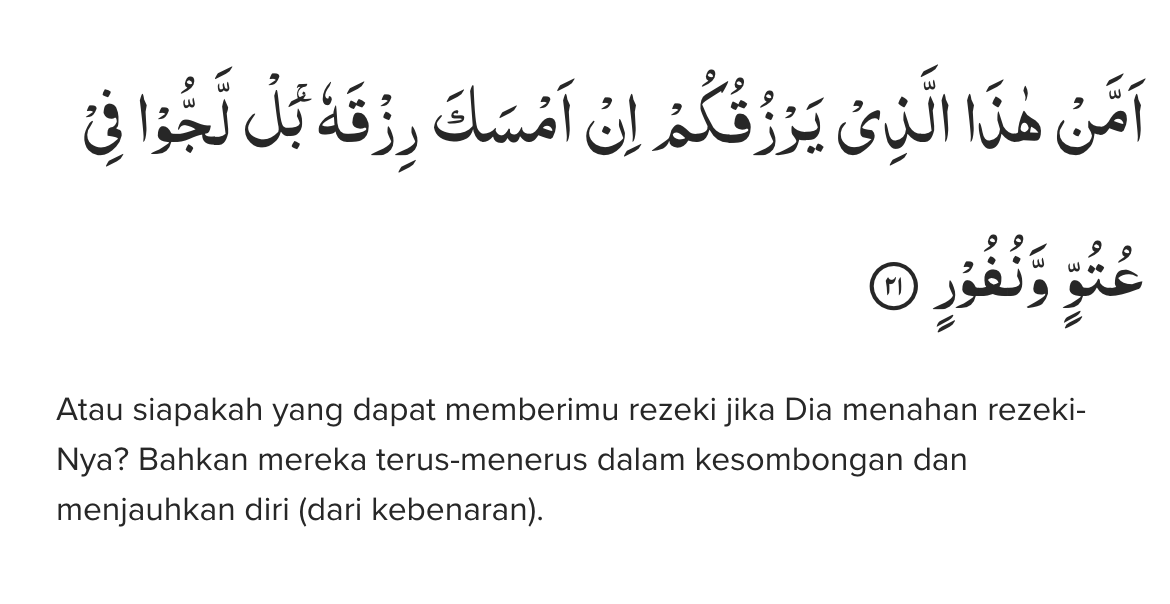 اَمَّنْ هٰذَا الَّذِيْ يَرْزُقُكُمْ اِنْ اَمْسَكَ رِزْقَهٗ ۚبَلْ لَّجُّوْا فِيْ
عُتُوٍّ وَّنُفُوْرٍ ٢١
Atau siapakah yang dapat memberimu rezeki jika Dia menahan rezeki-
Nya? Bahkan mereka terus-menerus dalam kesombongan dan
menjauhkan diri (dari kebenaran).